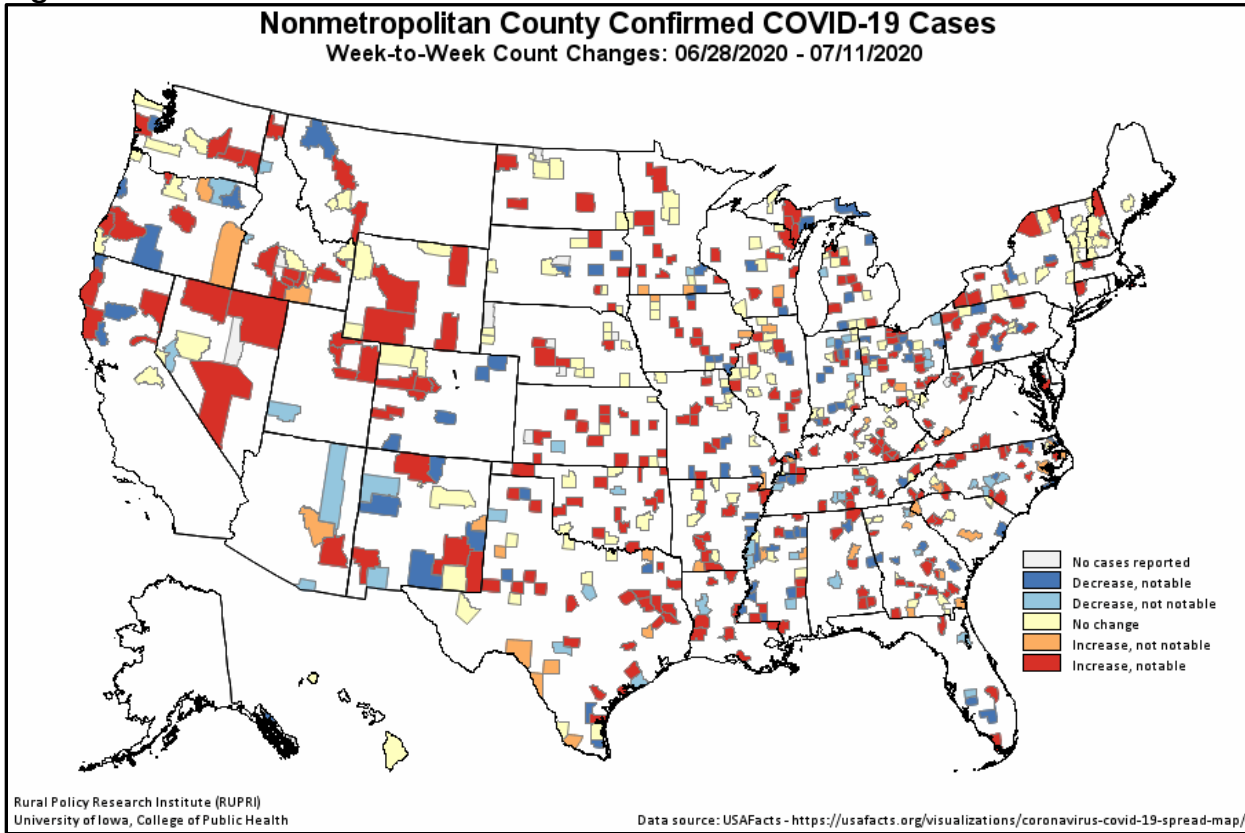 Nonmetropolitan County Confirmed COVID-19 Cases
Week-to-Week Count Changes: 06/28/2020 - 07/11/2020
No cases reported
Decrease, notable
Decrease, not notable
No change
Increase, not notable
Increase, notable
Rural Policy Research Institute (RUPRI)
University of Iowa, College of Public Health
Data source: USAFacts - https://usafacts.org/visualizations/coronavirus-covid-19-spread-map/